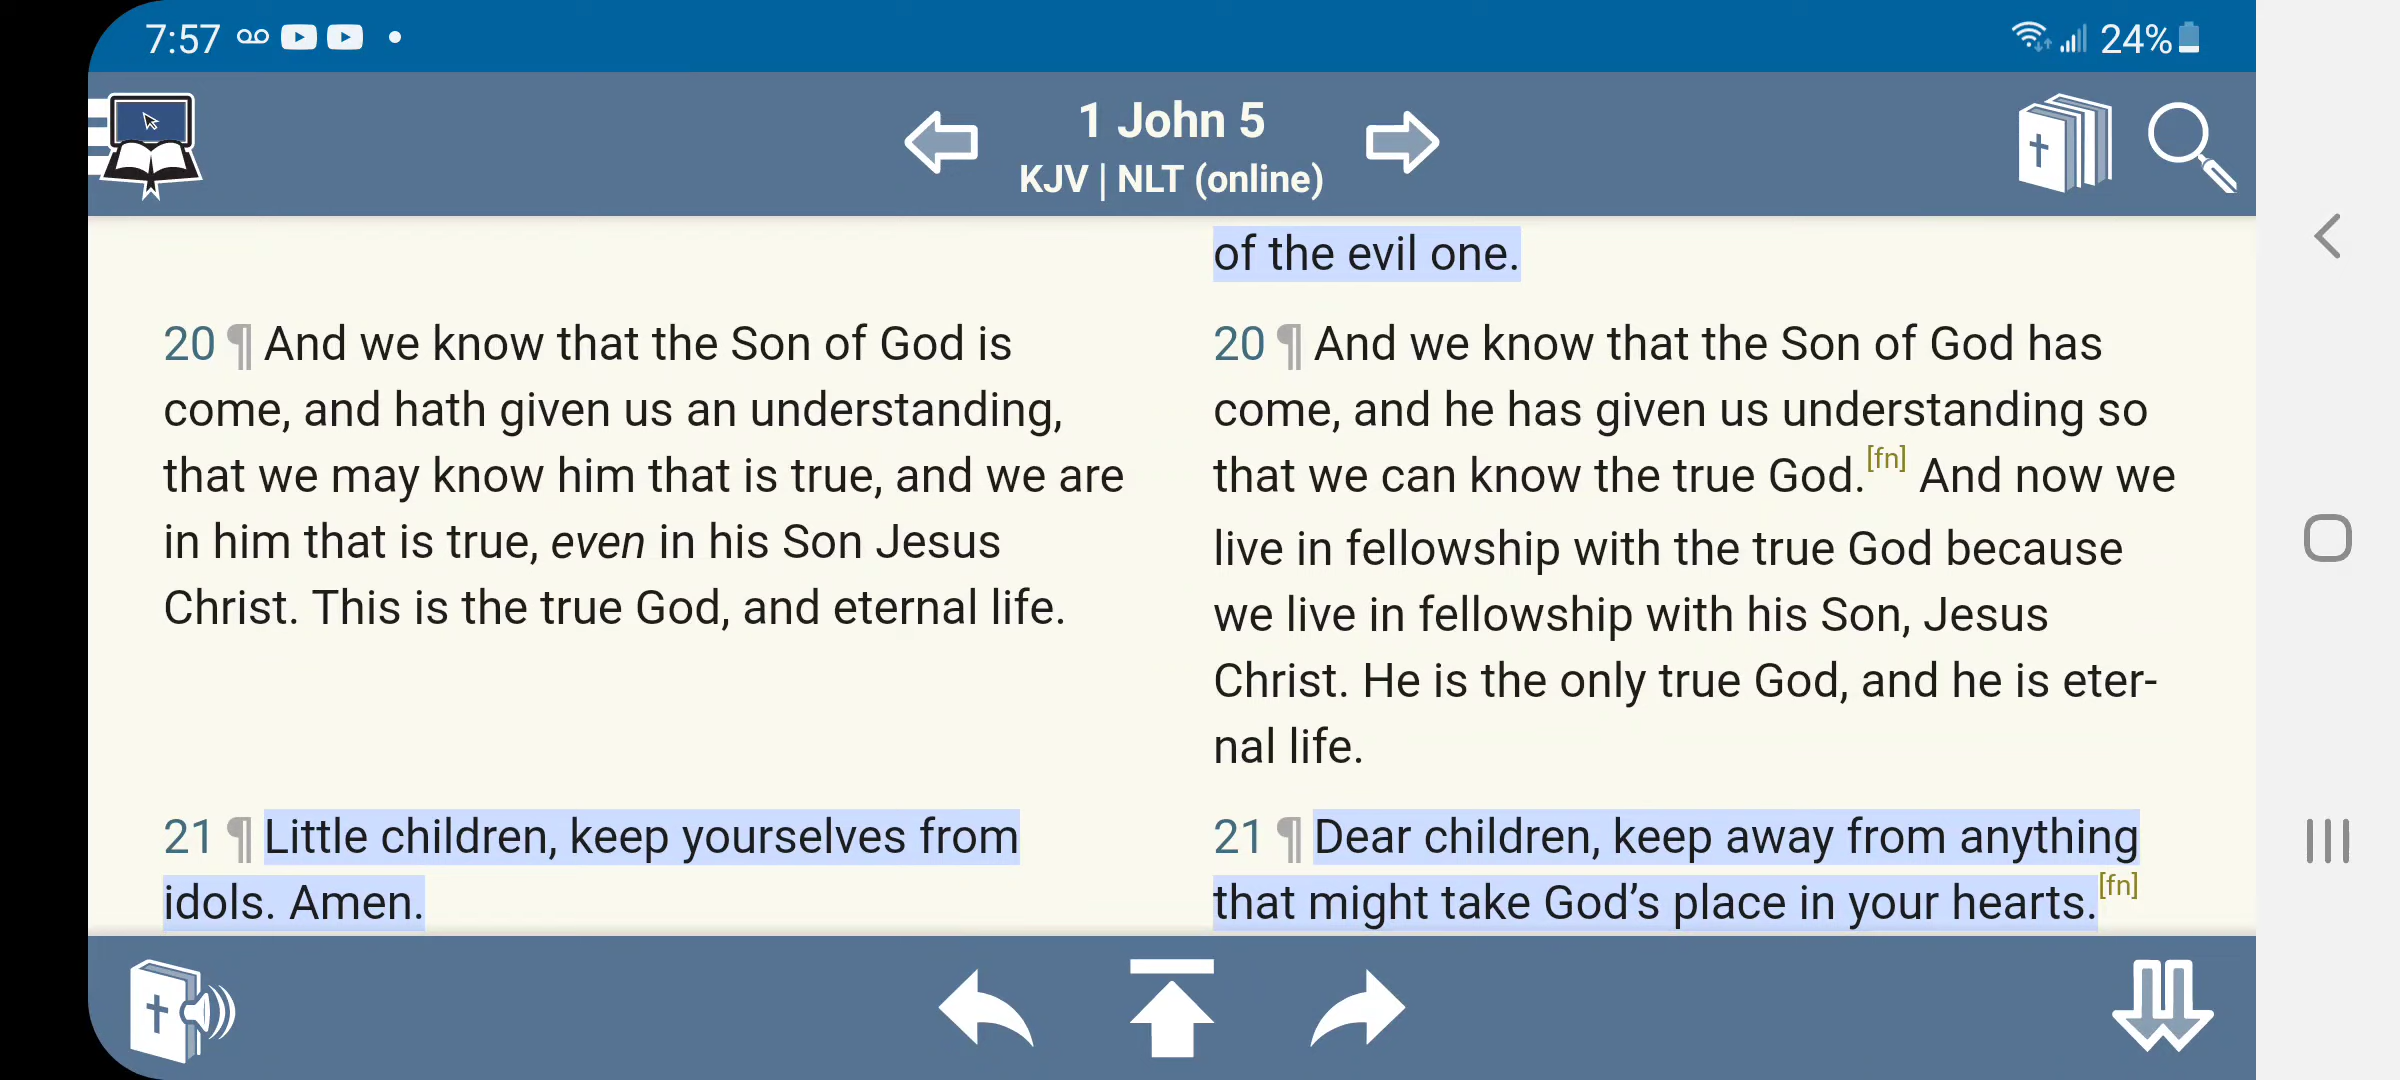 7:57
24%
1 John 5
KJV | NLT (online)
of the evil one.
20 ¶ And we know that the Son of God is
come, and hath given us an understanding,
that we may know him that is true, and we are
in him that is true, even in his Son Jesus
Christ. This is the true God, and eternal life.
20 ¶ And we know that the Son of God has
come, and he has given us understanding so
that we can know the true God.[fn] And now we
live in fellowship with the true God because
we live in fellowship with his Son, Jesus
Christ. He is the only true God, and he is eter-
nal life.
21 ¶ Little children, keep yourselves from
idols. Amen.
21 ¶ Dear children, keep away from anything
that might take God’s place in your hearts.[fn]